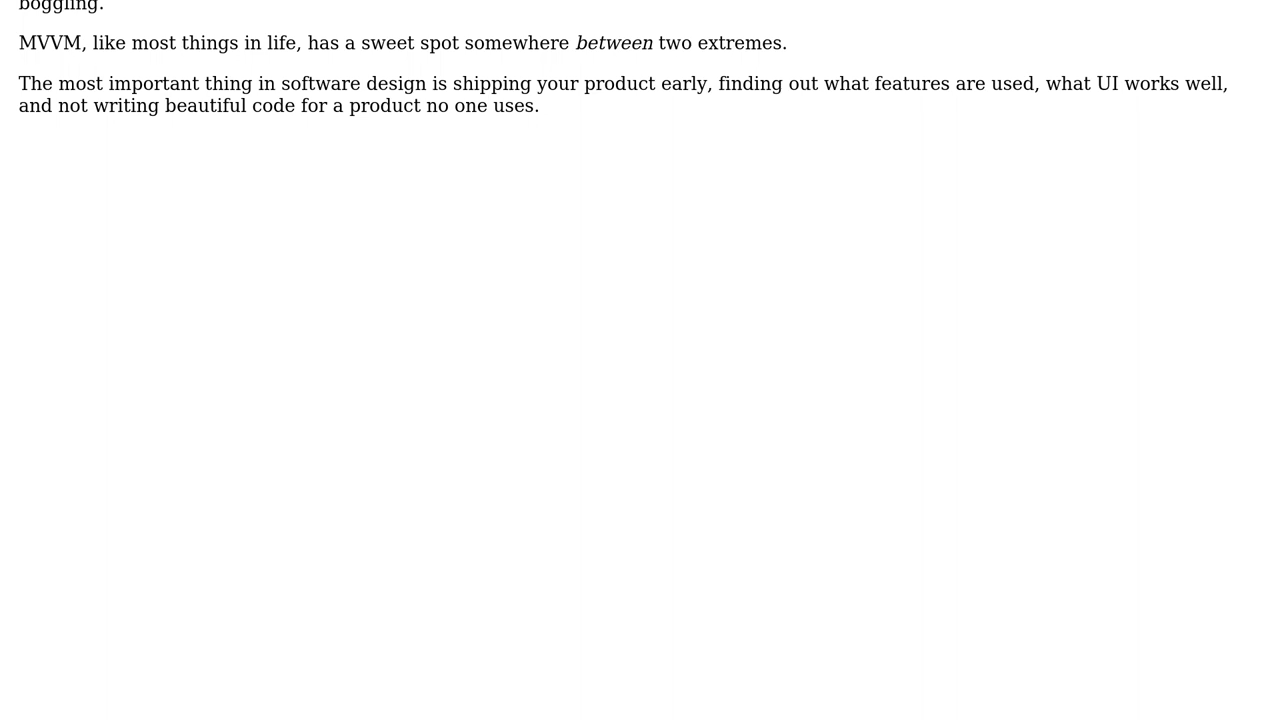 boggling.
MVVM, like most things in life, has a sweet spot somewhere between two extremes.
The most important thing in software design is shipping your product early, finding out what features are used, what UI works well,
and not writing beautiful code for a product no one uses.